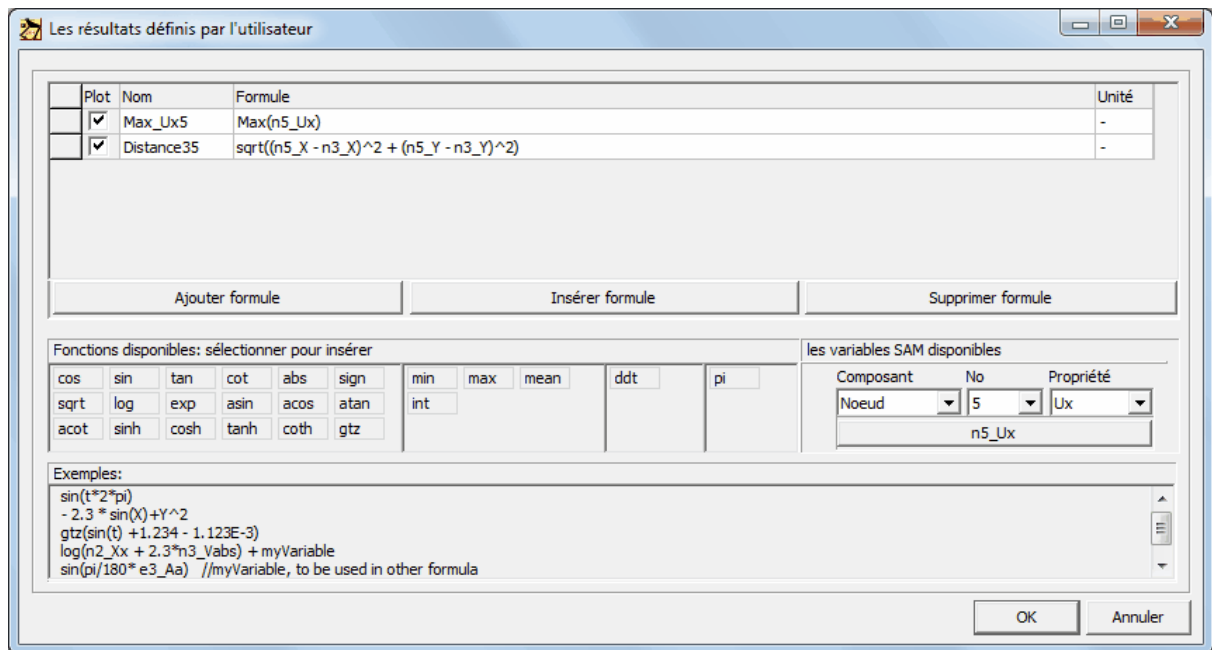 Les résultats définis par l'utilisateur
Plot Nom Formule Unité
Max_Ux5 Max(n5_Ux) -
Distance35 sqrt((n5_X - n3_X)^2 + (n5_Y - n3_Y)^2) -
Ajouter formule Insérer formule Supprimer formule
Fonctions disponibles: sélectionner pour insérer les variables SAM disponibles
cos sin tan cot abs sign min max mean ddt pi Composant No Propriété
sqrt log exp asin acos atan int Noeud 5 Ux
acot sinh cosh tanh coth gtz n5_Ux
Exemples:
sin(t*2*pi)
- 2.3 * sin(X)+Y^2
gtz(sin(t) +1.234 - 1.123E-3)
log(n2_Xx + 2.3*n3_Vabs) + myVariable
sin(pi/180* e3_Aa) //myVariable, to be used in other formula
OK Annuler